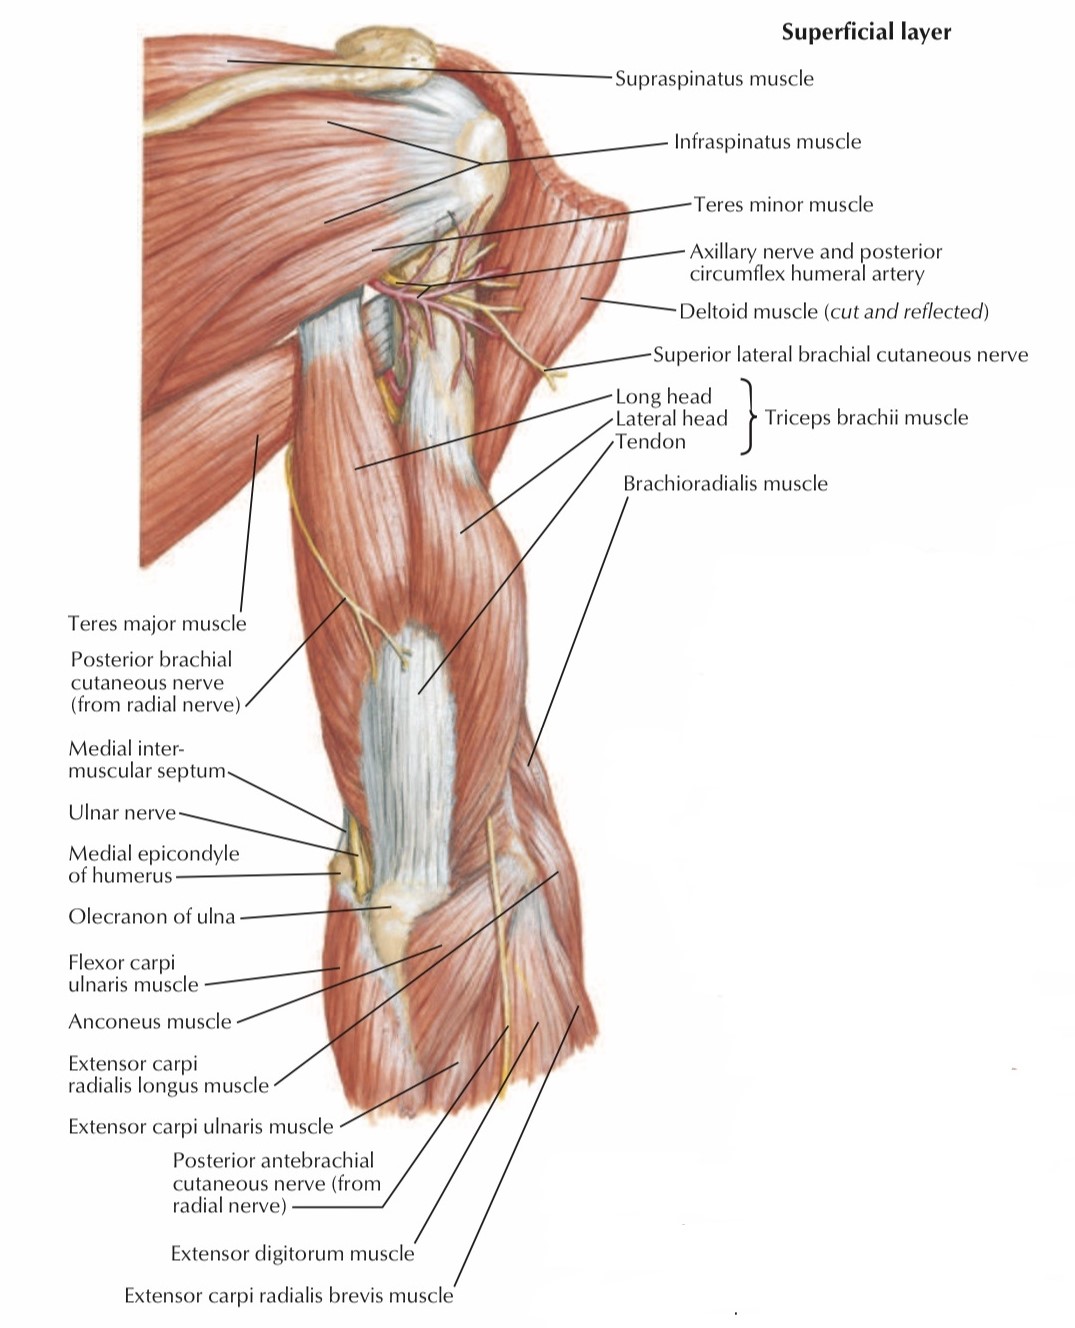 Superficial layer
Supraspinatus muscle
Infraspinatus muscle
Teres minor muscle
Axillary nerve and posterior
circumflex humeral artery
Deltoid muscle (cut and reflected)
Superior lateral brachial cutaneous nerve
Long head
Lateral head
Tendon
Triceps brachii muscle
Brachioradialis muscle
Teres major muscle
Posterior brachial
cutaneous nerve
(from radial nerve)
Medial inter-
muscular septum
Ulnar nerve
Medial epicondyle
of humerus
Olecranon of ulna
Flexor carpi
ulnaris muscle
Anconeus muscle
Extensor carpi
radialis longus muscle
Extensor carpi ulnaris muscle
Posterior antebrachial
cutaneous nerve (from
radial nerve)
Extensor digitorum muscle
Extensor carpi radialis brevis muscle